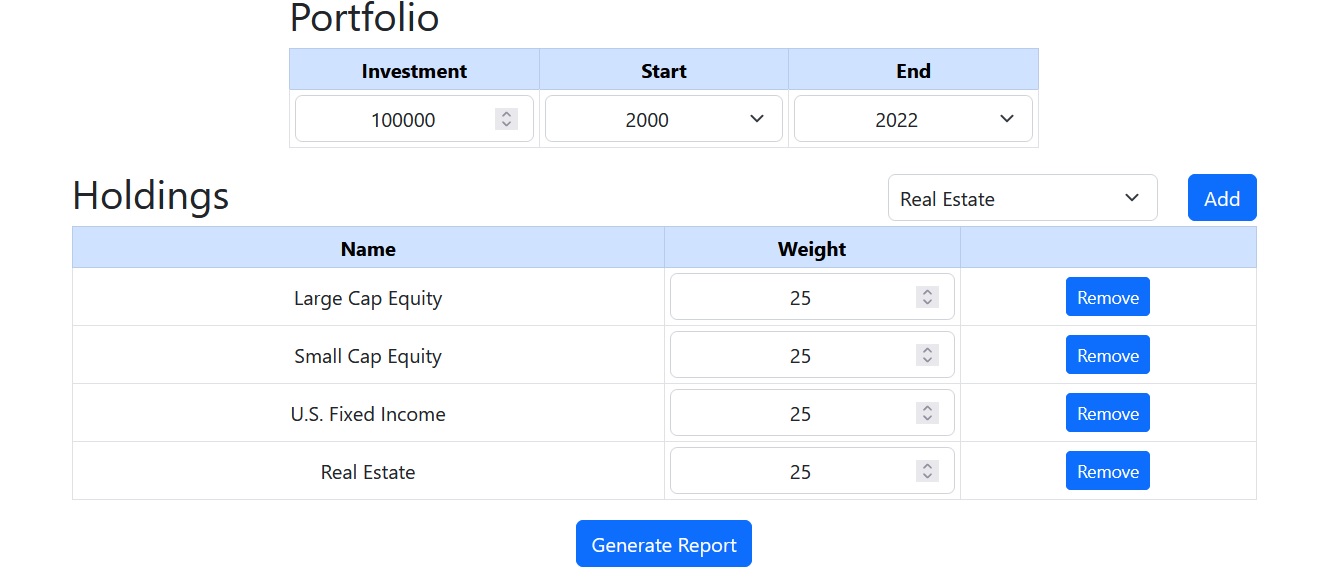 Portfolio
Investment Start End
100000 2000 2022
Holdings Real Estate Add
Name Weight
Large Cap Equity 25 Remove
Small Cap Equity 25 Remove
U.S. Fixed Income 25 Remove
Real Estate 25 Remove
Generate Report